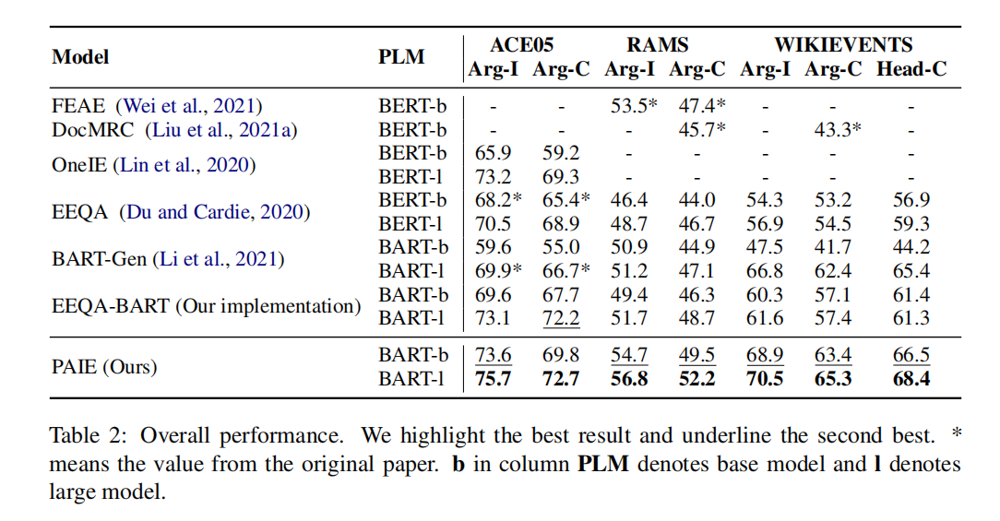 ACE05 RAMS WIKIEVENTS
Model PLM Arg-I Arg-C Arg-I Arg-C Arg-I Arg-C Head-C
FEAE (Wei et al., 2021) BERT-b - - 53.5* 47.4* - - -
DocMRC (Liu et al., 2021a) BERT-b - - - 45.7* - 43.3* -
OneIE (Lin et al., 2020) BERT-b 65.9 59.2 - - - - -
BERT-l 73.2 69.3 - - - - -
EEQA (Du and Cardie, 2020) BERT-b 68.2* 65.4* 46.4 44.0 54.3 53.2 56.9
BERT-l 70.5 68.9 48.7 46.7 56.9 54.5 59.3
BART-Gen (Li et al., 2021) BART-b 59.6 55.0 50.9 44.9 47.5 41.7 44.2
BART-l 69.9* 66.7* 51.2 47.1 66.8 62.4 65.4
EEQA-BART (Our implementation) BART-b 69.6 67.7 49.4 46.3 60.3 57.1 61.4
BART-l 73.1 72.2 51.7 48.7 61.6 57.4 61.3
PAIE (Ours) BART-b 73.6 69.8 54.7 49.5 68.9 63.4 66.5
BART-l 75.7 72.7 56.8 52.2 70.5 65.3 68.4
Table 2: Overall performance. We highlight the best result and underline the second best. *
means the value from the original paper. b in column PLM denotes base model and l denotes
large model.